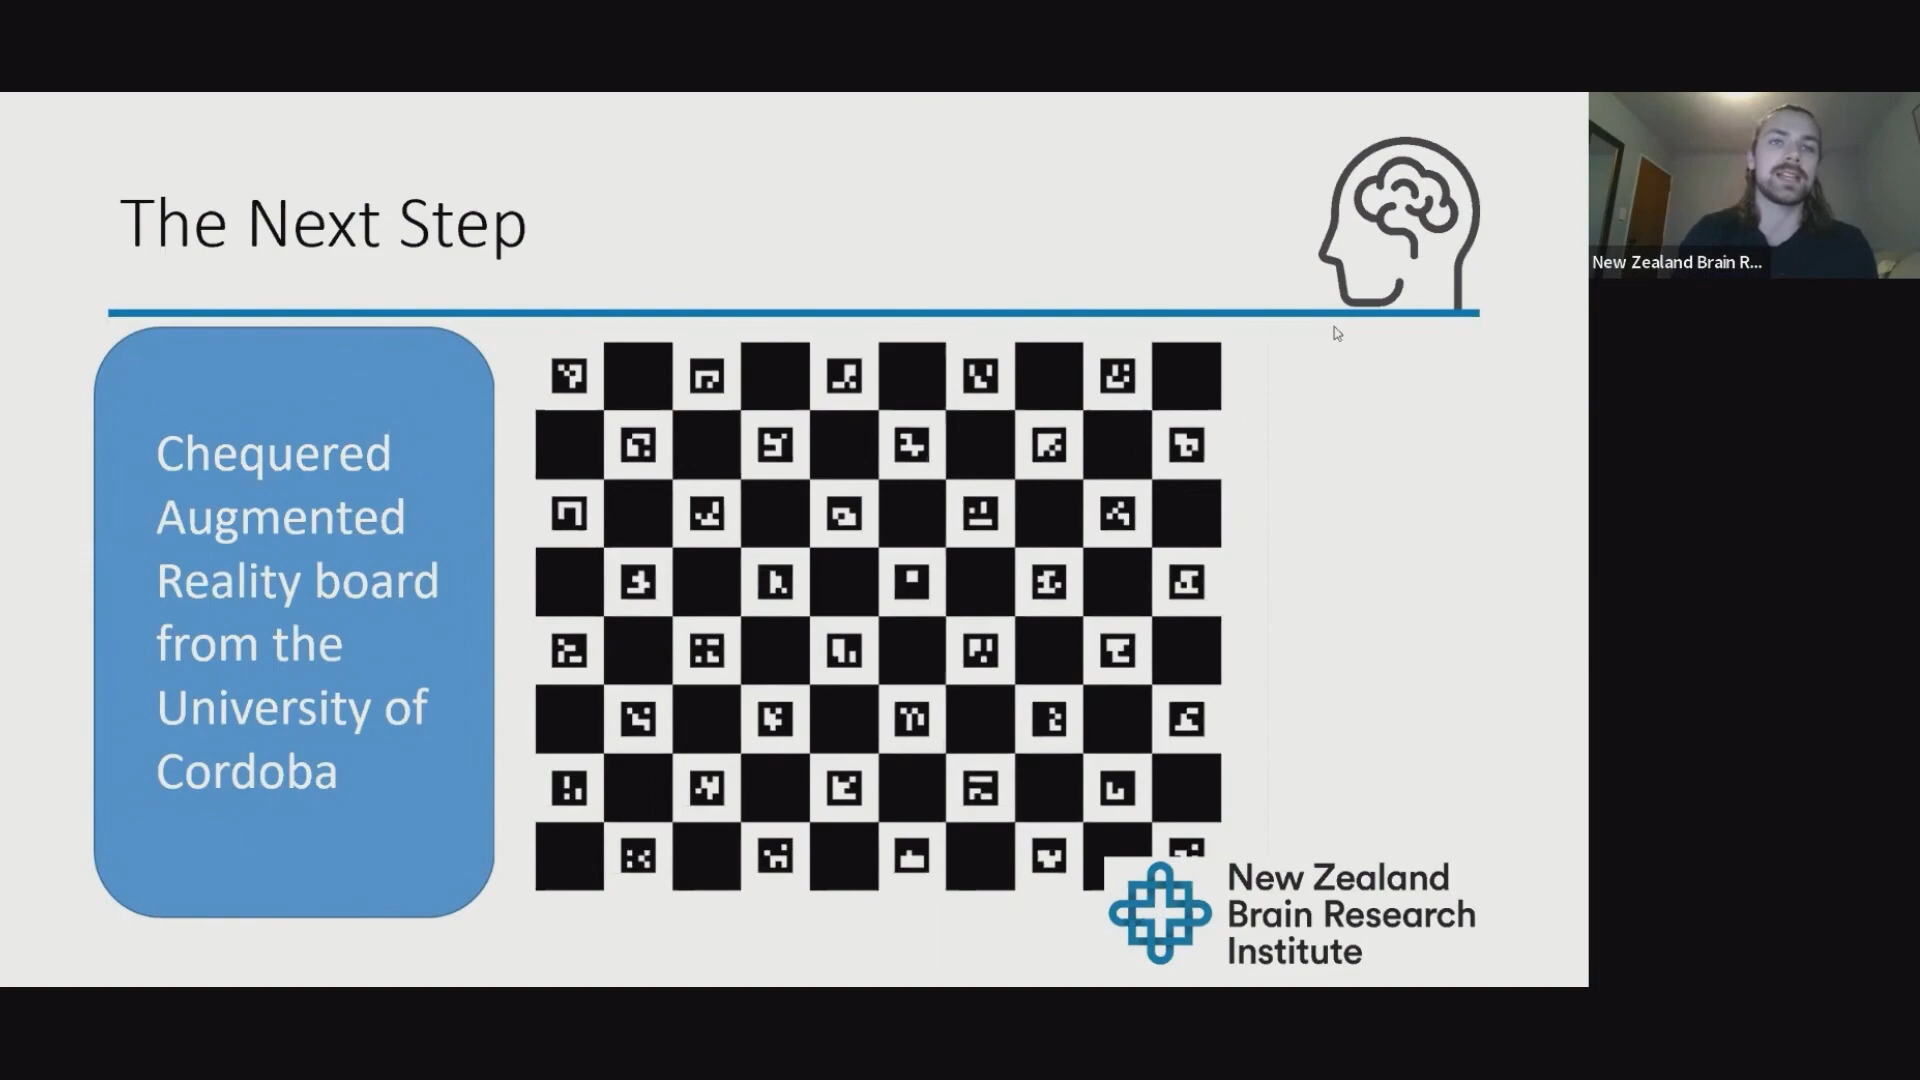 The Next Step
New Zealand Brain R...
Chequered
Augmented
Reality board
from the
University of
Cordoba
New Zealand
Brain Research
Institute